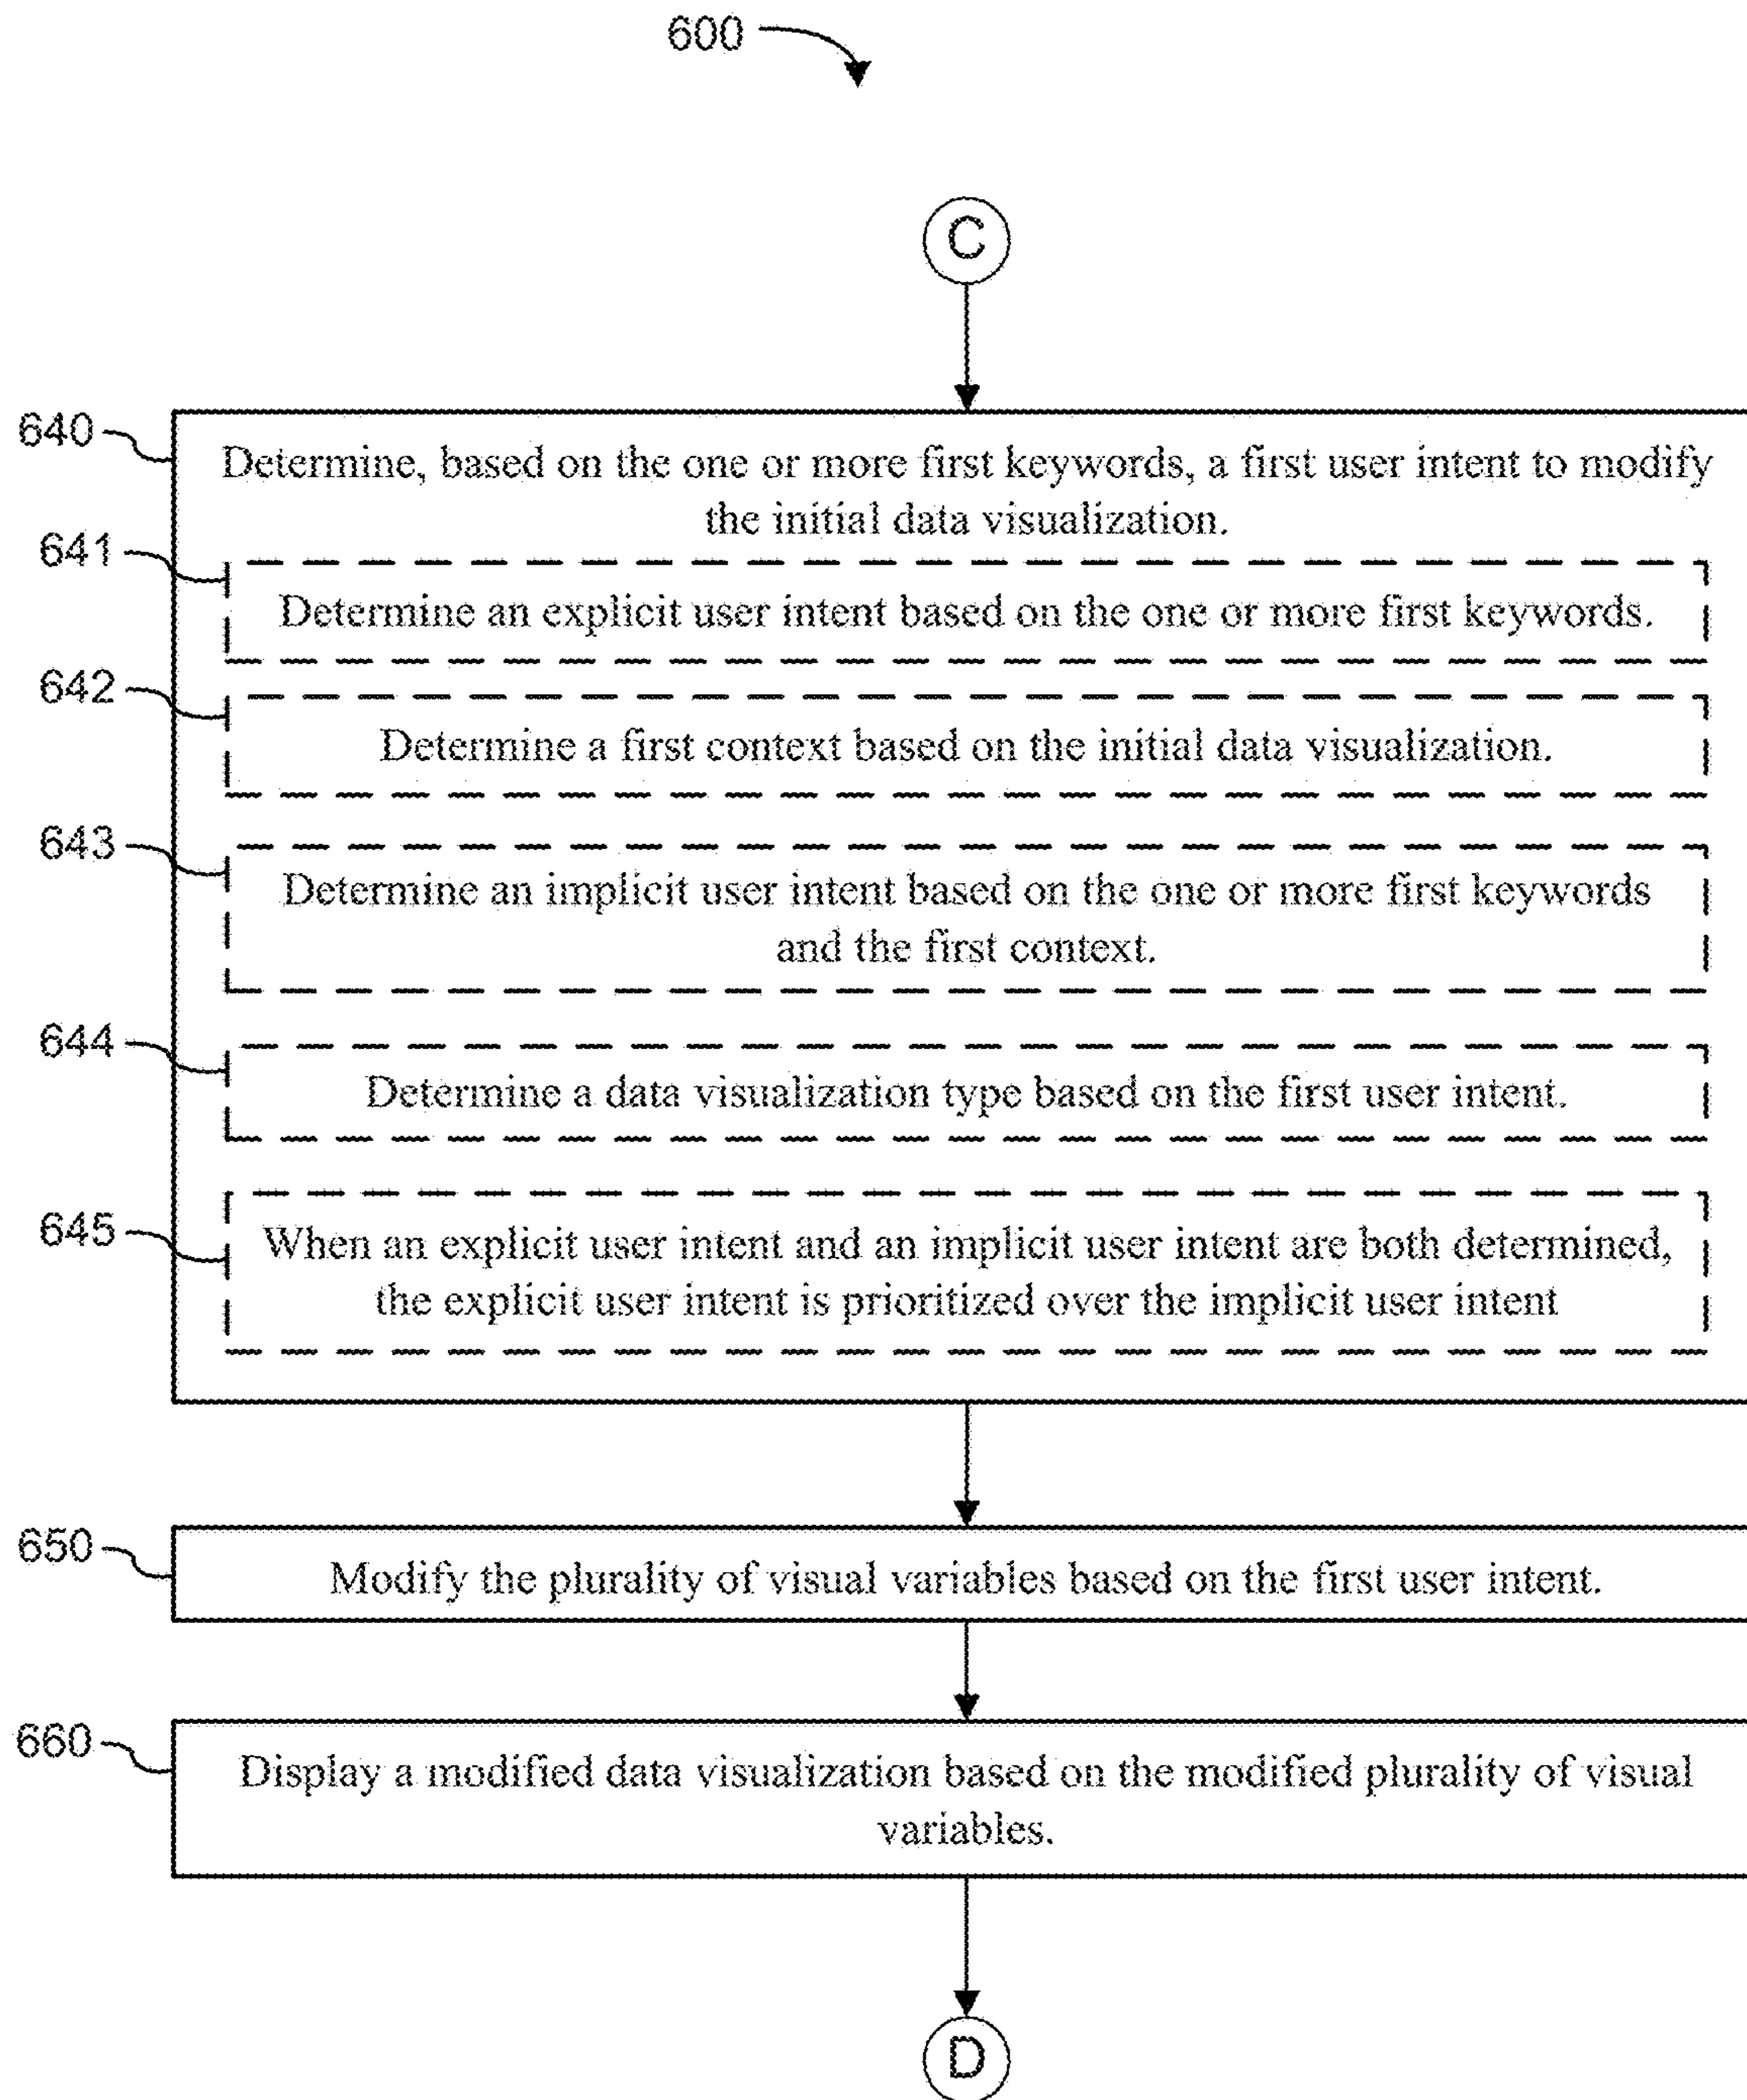 600
C
640
Determine, based on the one or more first keywords, a first user intent to modify
the initial data visualization.
641
Determine an explicit user intent based on the one or more first keywords.
642
Determine a first context based on the initial data visualization.
643
Determine an implicit user intent based on the one or more first keywords
and the first context.
644
Determine a data visualization type based on the first user intent.
645
When an explicit user intent and an implicit user intent are both determined,
the explicit user intent is prioritized over the implicit user intent
650
Modify the plurality of visual variables based on the first user intent.
660
Display a modified data visualization based on the modified plurality of visual
variables.
D